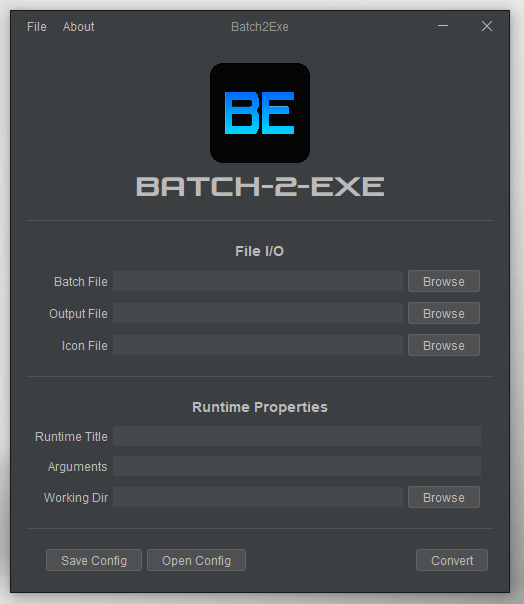 File About Batch2Exe
BE
BATCH-2-EXE
File I/O
Batch File Browse
Output File Browse
Icon File Browse
Runtime Properties
Runtime Title
Arguments
Working Dir Browse
Save Config Open Config Convert